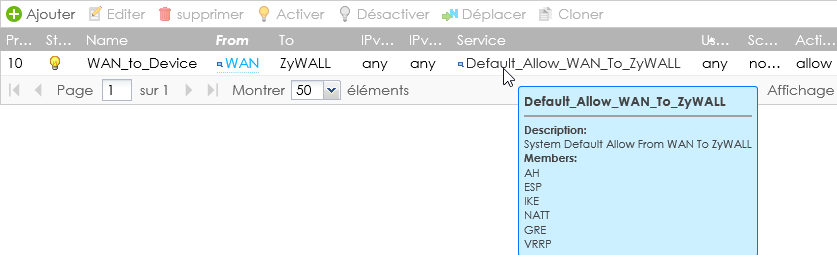 Ajouter Editer supprimer Activer Désactiver Déplacer Cloner
Pr... St... Name From To IPv... IPv... Service Us... Sc... Acti...
10 WAN_to_Device WAN ZyWALL any any Default_Allow_WAN_To_ZyWALL any no... allow
Page 1 sur 1 Montrer 50 éléments Affichage
Default_Allow_WAN_To_ZyWALL
Description:
System Default Allow From WAN To ZyWALL
Members:
AH
ESP
IKE
NATT
GRE
VRRP